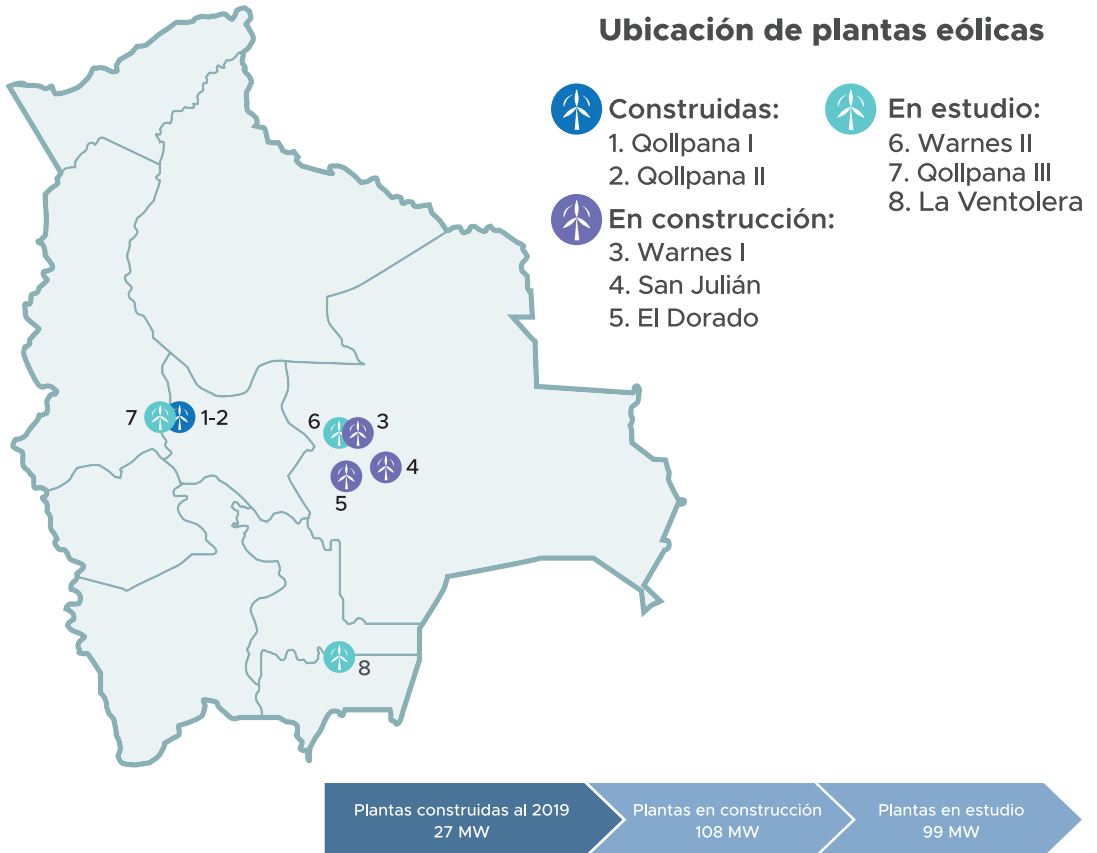 Ubicación de plantas eólicas
Construidas:
1. Qollpana I
2. Qollpana II
En construcción:
3. Warnes I
4. San Julián
5. El Dorado
En estudio:
6. Warnes II
7. Qollpana III
8. La Ventolera
7
1-2
6
3
4
5
8
Plantas construidas al 2019
27 MW
Plantas en construcción
108 MW
Plantas en estudio
99 MW